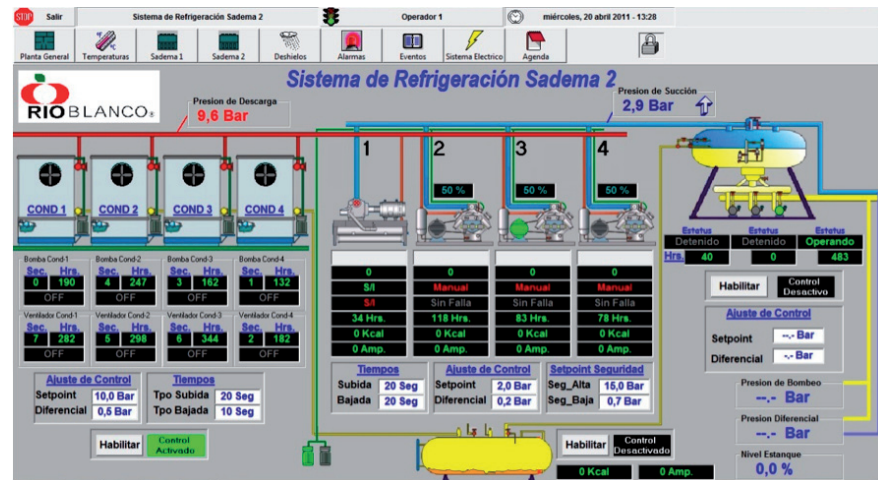 STOP Salir Sistema de Refrigeración Sadema 2 Operador 1 miércoles, 20 abril 2011 - 13:28
Planta General Temperaturas Sadema 1 Sadema 2 Deshielos Alarmas Eventos Sistema Electrico Agenda
Sistema de Refrigeración Sadema 2
RIO BLANCO®
Presion de Descarga
9,6 Bar
Presion de Succión
2,9 Bar
1 2 3 4
50 % 50 % 50 %
COND 1 COND 2 COND 3 COND 4
Bomba Cond-1 Bomba Cond-2 Bomba Cond-3 Bomba Cond-4
Sec. Hrs. Sec. Hrs. Sec. Hrs. Sec. Hrs.
0 190 4 247 3 162 1 132
OFF OFF OFF OFF
Ventilador Cond-1 Ventilador Cond-2 Ventilador Cond-3 Ventilador Cond-4
Sec. Hrs. Sec. Hrs. Sec. Hrs. Sec. Hrs.
7 282 5 298 6 344 2 182
OFF OFF OFF OFF
Ajuste de Control
Setpoint 10,0 Bar
Diferencial 0,5 Bar
Tiempos
Tpo Subida 20 Seg
Tpo Bajada 10 Seg
Habilitar Control Activado
0 0 0 0
S/I Manual Manual Manual
S/I Sin Falla Sin Falla Sin Falla
34 Hrs. 118 Hrs. 83 Hrs. 78 Hrs.
0 Kcal 0 Kcal 0 Kcal 0 Kcal
0 Amp. 0 Amp. 0 Amp. 0 Amp.
Tiempos
Subida 20 Seg
Bajada 20 Seg
Ajuste de Control
Setpoint 2,0 Bar
Diferencial 0,2 Bar
Setpoint Seguridad
Seg_Alta 15,0 Bar
Seg_Baja 0,7 Bar
Habilitar Control Desactivado
0 Kcal 0 Amp.
Estatus Estatus Estatus
Detenido Detenido Operando
Hrs. 40 0 483
Habilitar Control Desactivo
Ajuste de Control
Setpoint --.- Bar
Diferencial -.- Bar
Presion de Bombeo
--.- Bar
Presion Diferencial
--.- Bar
Nivel Estanque
0,0 %